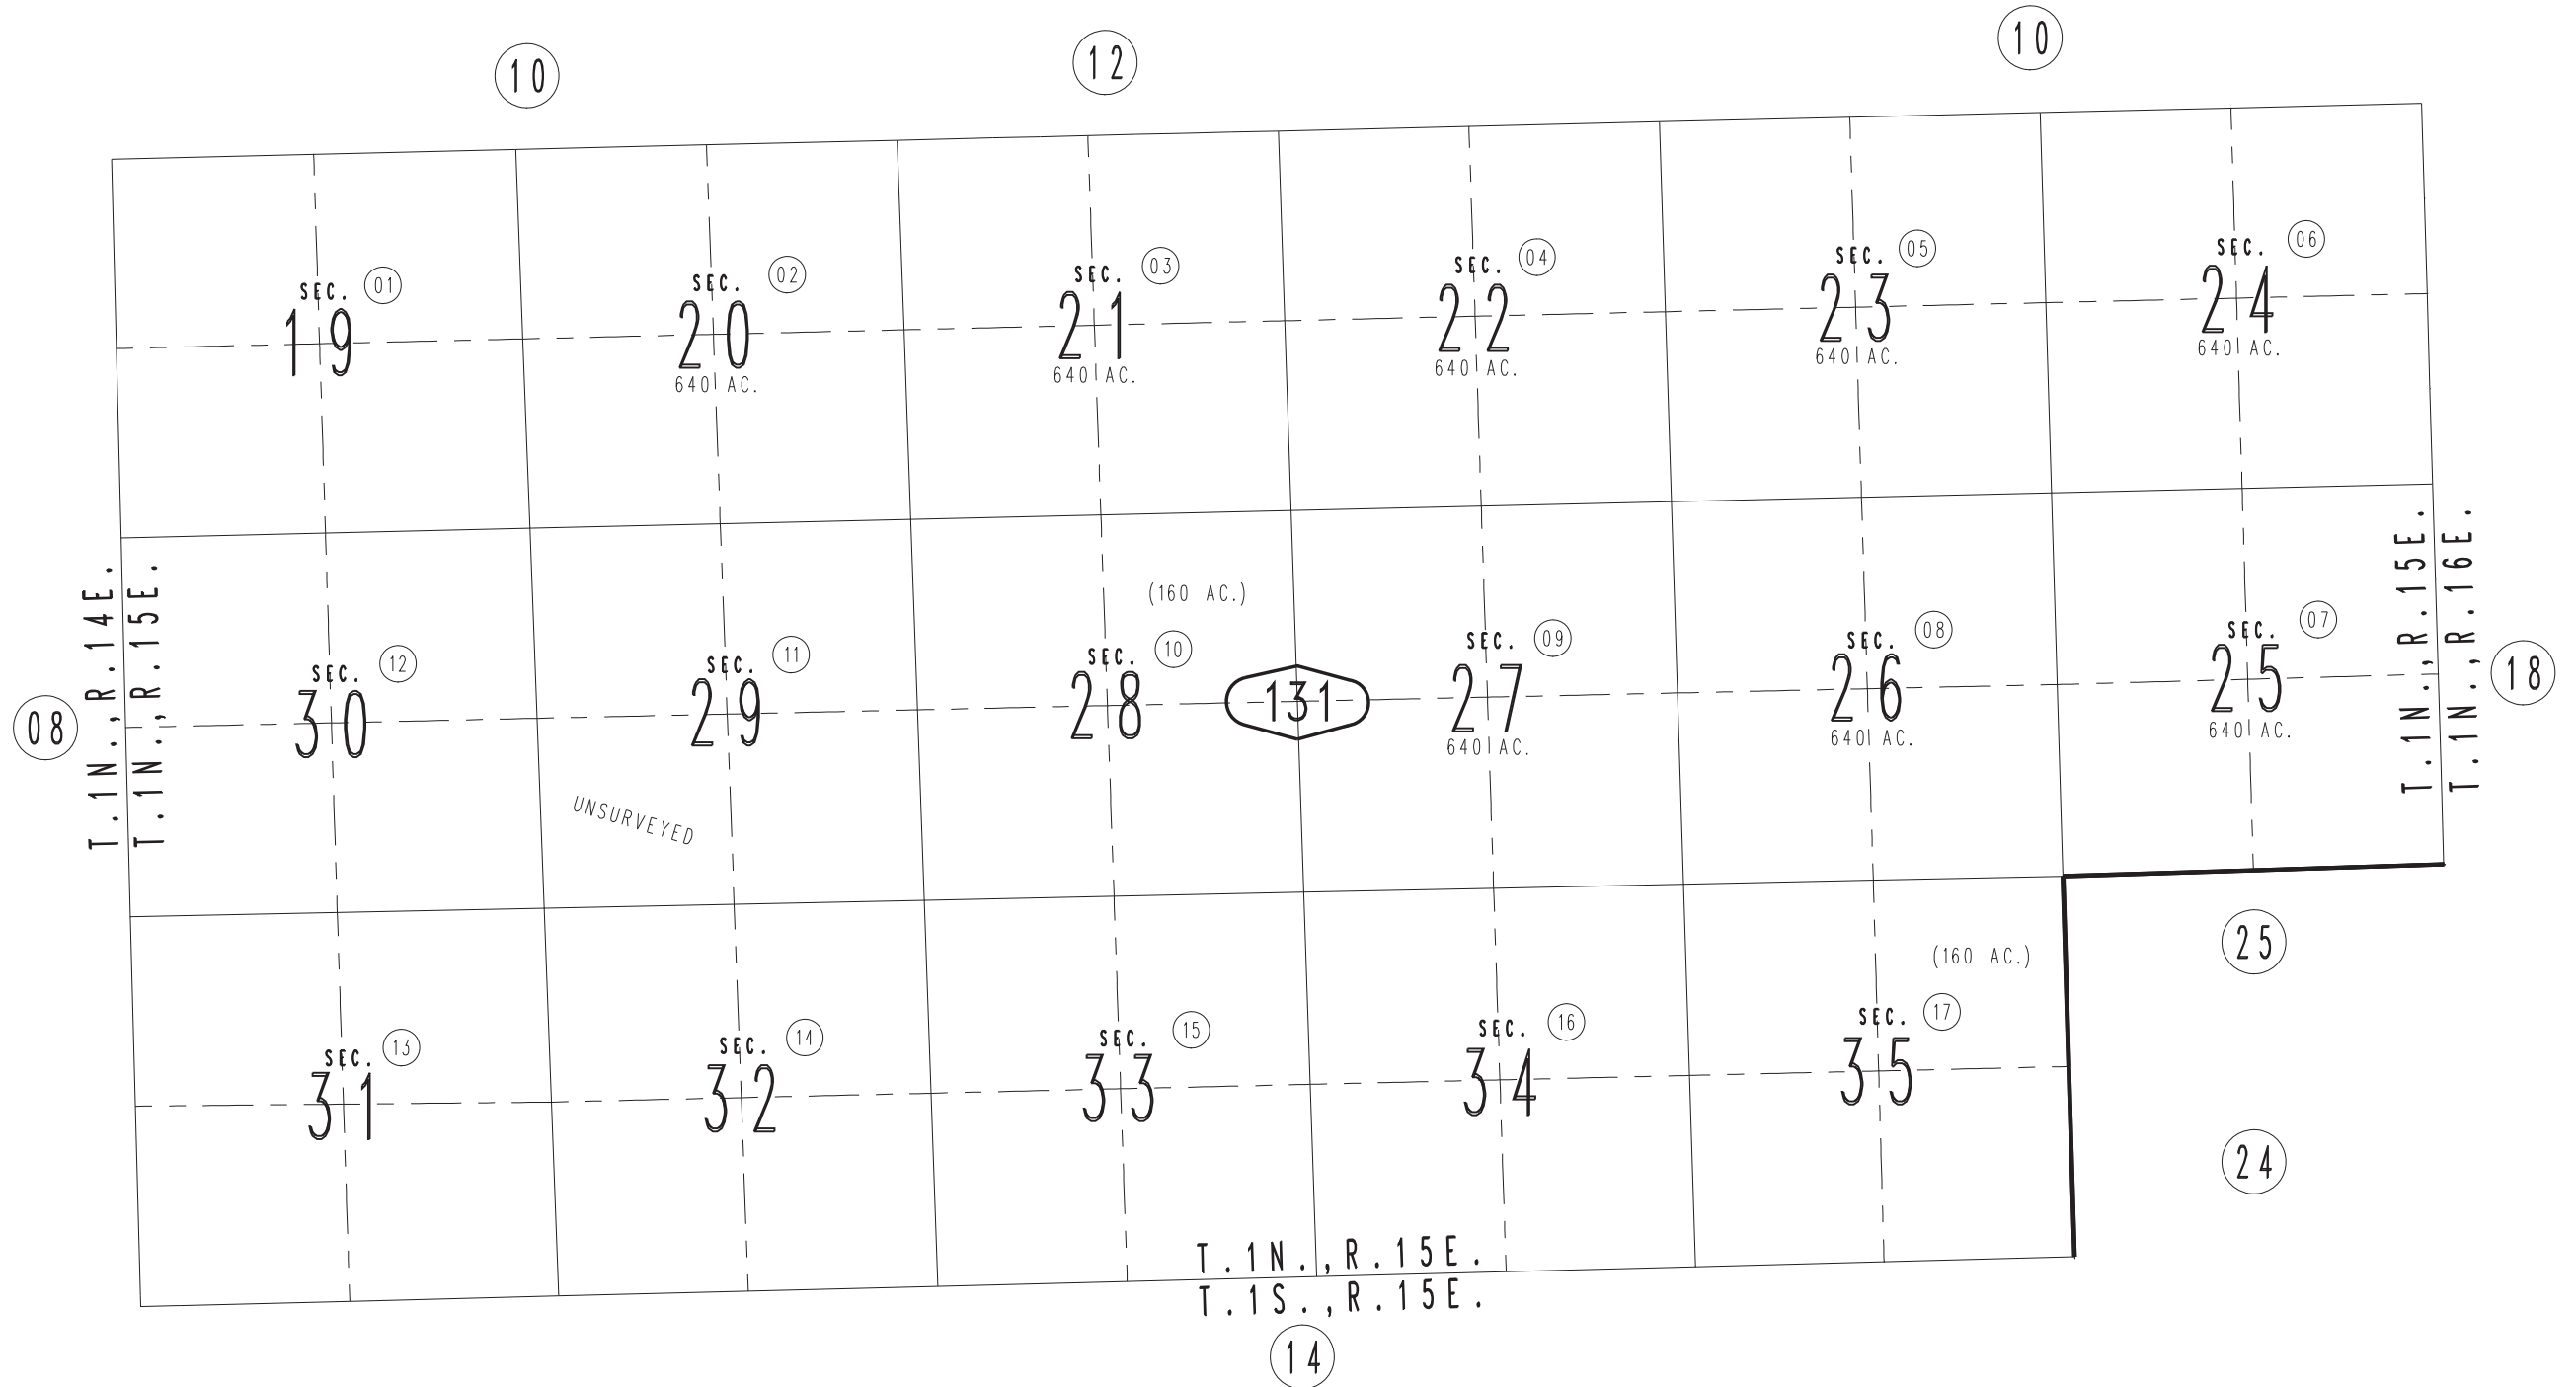 10
12
10
SEC. 01
19
SEC. 02
20
640 AC.
SEC. 03
21
640 AC.
SEC. 04
22
640 AC.
SEC. 05
23
640 AC.
SEC. 06
24
640 AC.
T.1N.,R.14E.
T.1N.,R.15E.
08
SEC. 12
30
SEC. 11
29
UNSURVEYED
(160 AC.)
SEC. 10
28
131
SEC. 09
27
640 AC.
SEC. 08
26
640 AC.
SEC. 07
25
640 AC.
T.1N.,R.15E.
T.1N.,R.16E.
18
SEC. 13
31
SEC. 14
32
SEC. 15
33
SEC. 16
34
(160 AC.)
SEC. 17
35
25
24
T.1N.,R.15E.
T.1S.,R.15E.
14